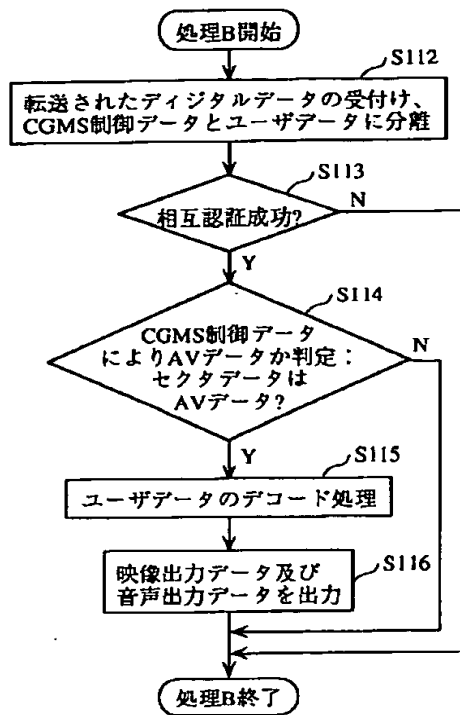 処理B開始
S112
転送されたディジタルデータの受付け、
CGMS制御データとユーザデータに分離
S113
相互認証成功?
N
Y
S114
CGMS制御データ
によりAVデータか判定:
セクタデータは
AVデータ?
N
Y
S115
ユーザデータのデコード処理
S116
映像出力データ及び
音声出力データを出力
処理B終了